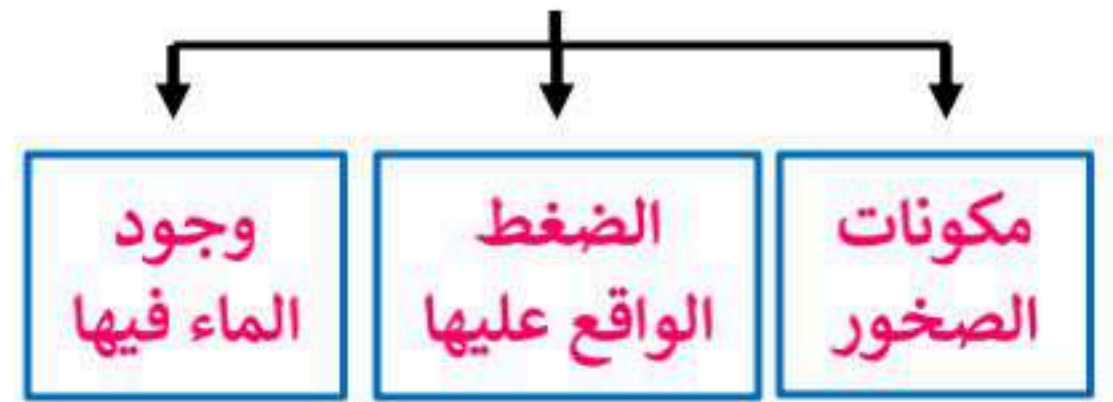 مكونات
الصخور
الضغط
الواقع عليها
وجود
الماء فيها